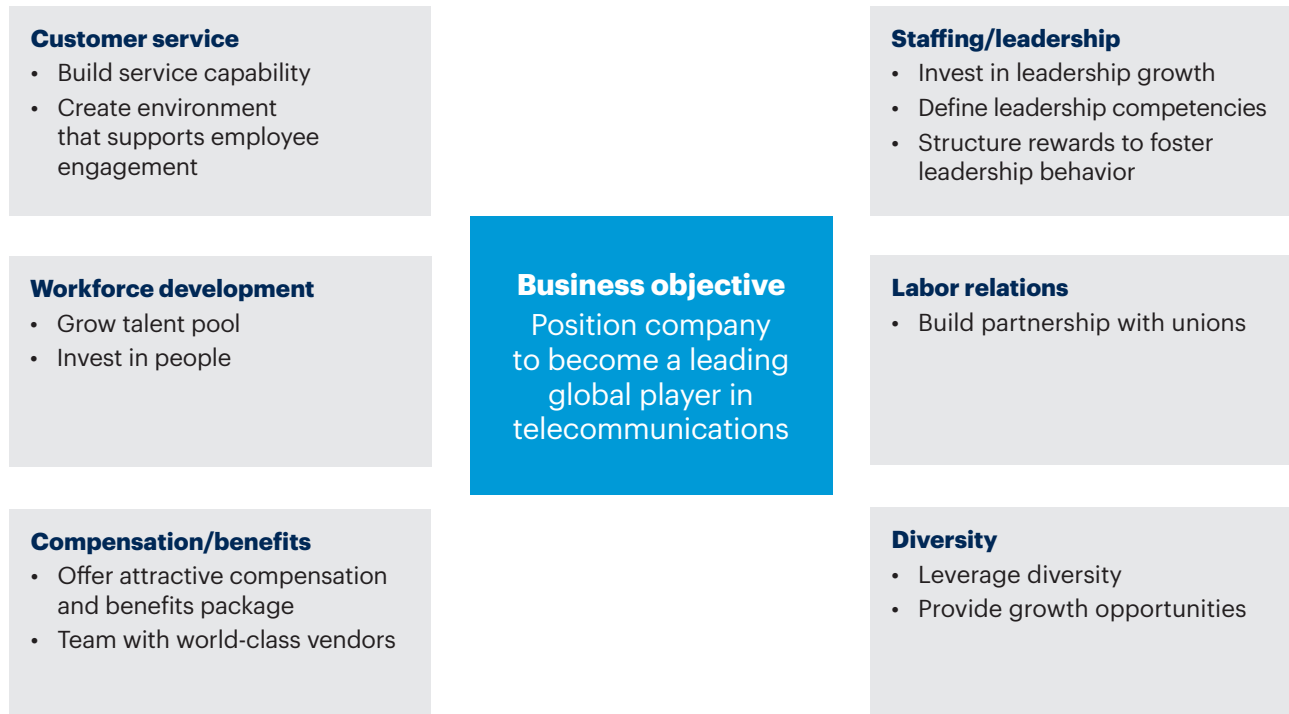 Customer service
• Build service capability
• Create environment
that supports employee
engagement
Workforce development
• Grow talent pool
• Invest in people
Compensation/benefits
• Offer attractive compensation
and benefits package
• Team with world-class vendors
Business objective
Position company
to become a leading
global player in
telecommunications
Staffing/leadership
• Invest in leadership growth
• Define leadership competencies
• Structure rewards to foster
leadership behavior
Labor relations
• Build partnership with unions
Diversity
• Leverage diversity
• Provide growth opportunities